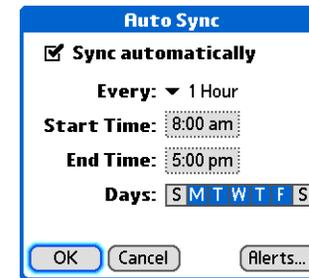 Auto Sync
Sync automatically
Every: 1 Hour
Start Time: 8:00 am
End Time: 5:00 pm
Days: S M T W T F S
OK Cancel Alerts...